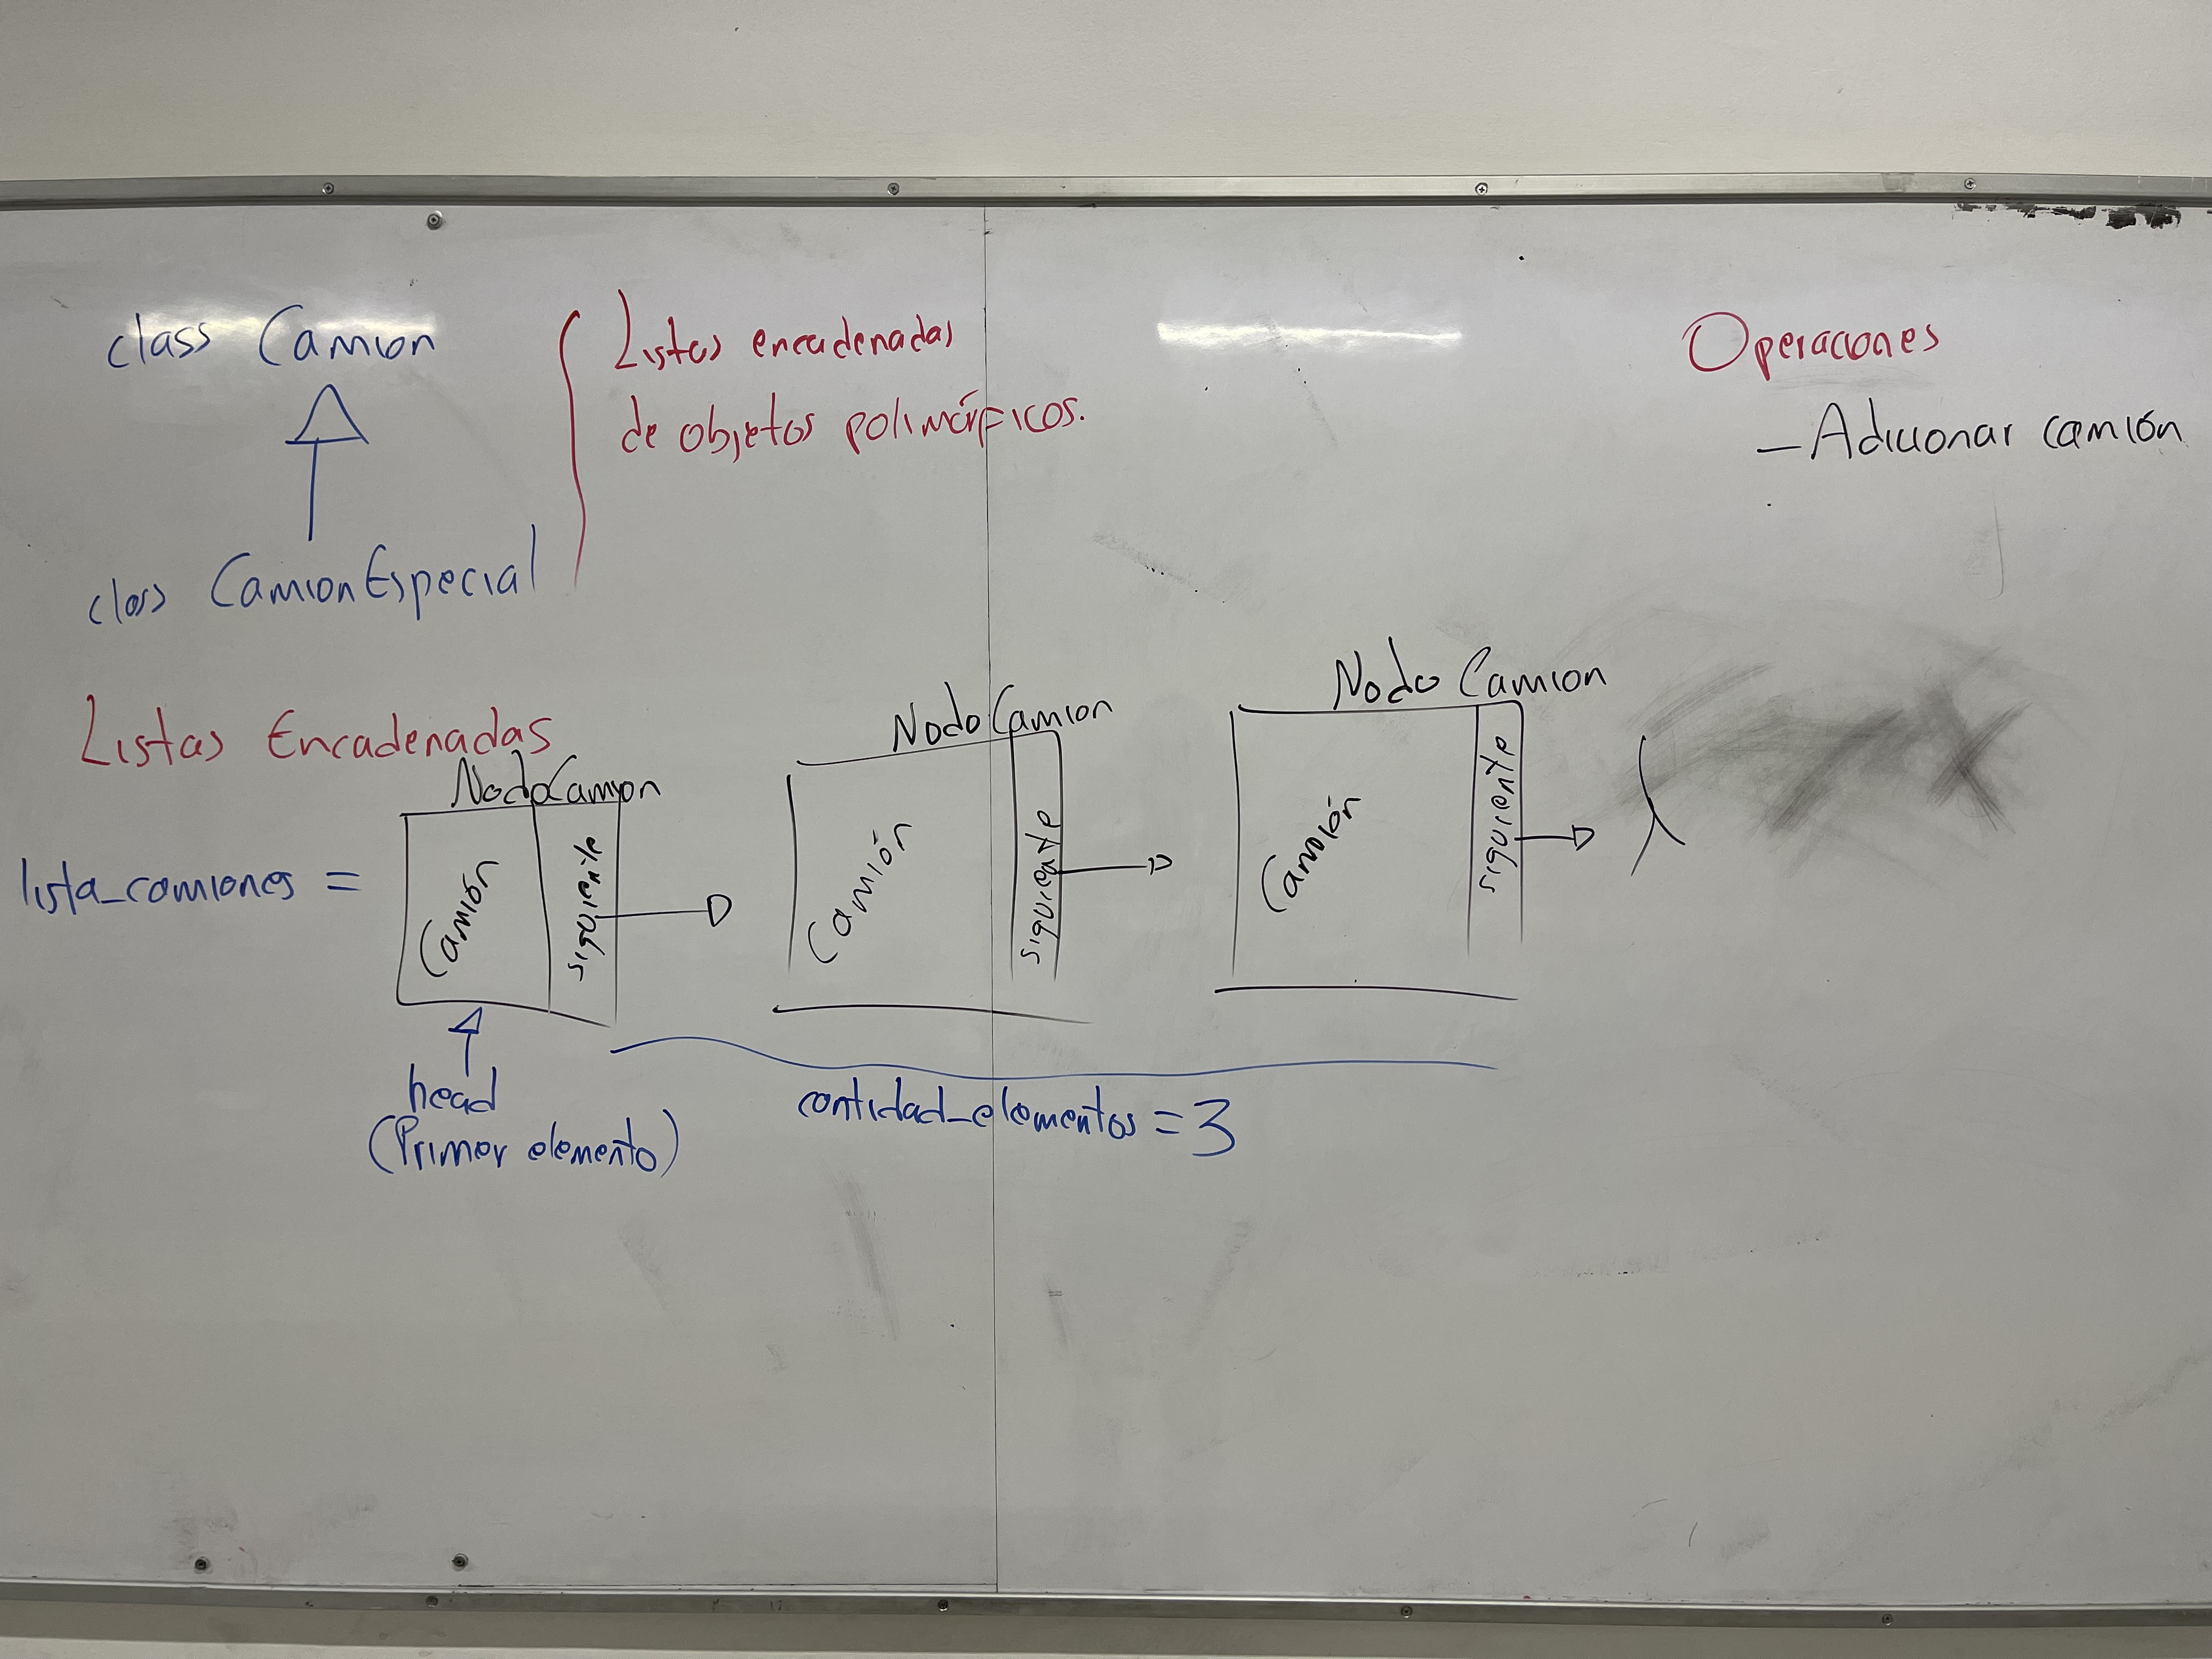 class Camion
class CamionEspecial
Listas encadenadas
de objetos polimórficos.
Operaciones
- Adicionar camión
Listas Encadenadas
lista_camiones =
NodoCamion
Camión
siguiente
NodoCamion
Camión
siguiente
Nodo Camion
Camión
siguiente
λ
head
(Primer elemento)
cantidad_elementos = 3